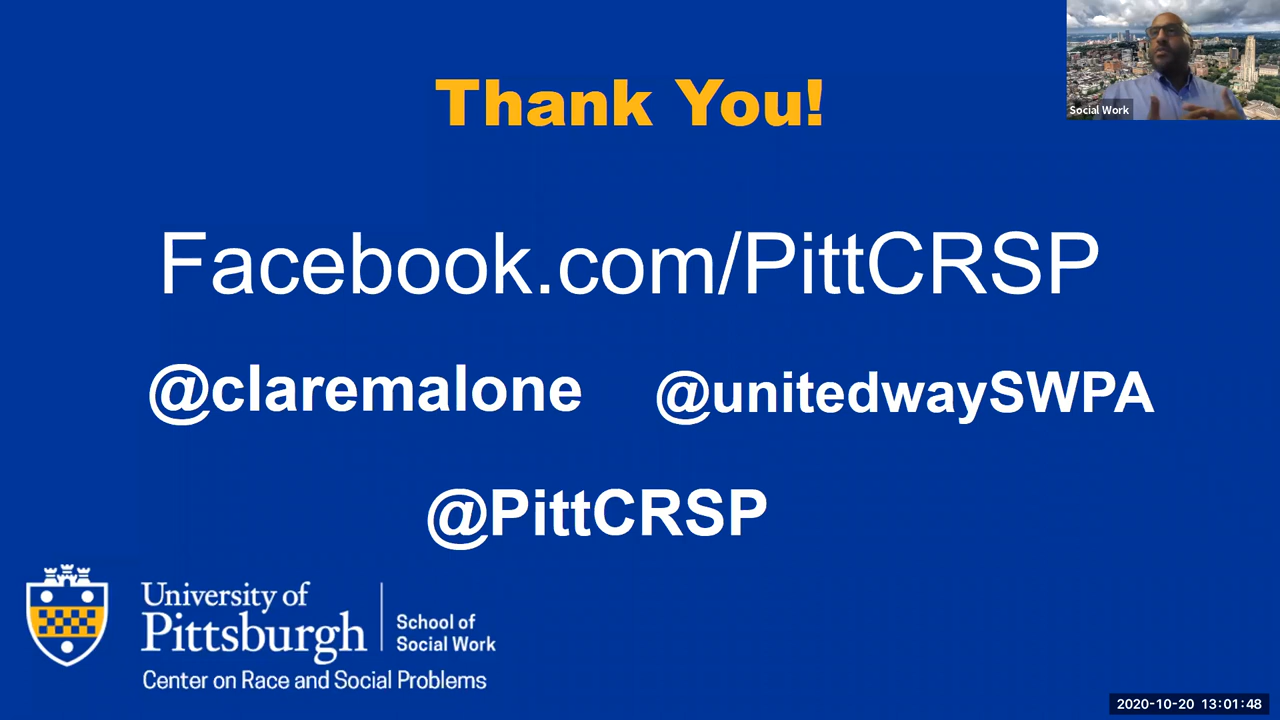 Thank You!
Social Work
Facebook.com/PittCRSP
@claremalone @unitedwaySWPA
@PittCRSP
University of
Pittsburgh
School of
Social Work
Center on Race and Social Problems
2020-10-20 13:01:48